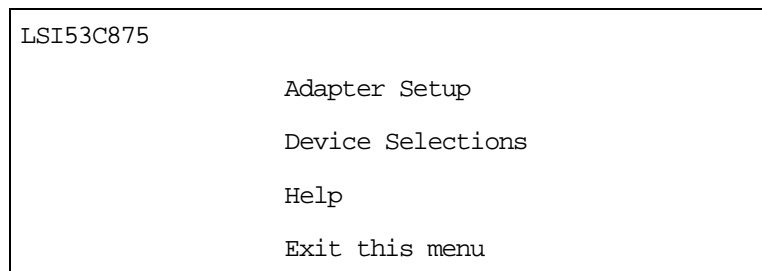 LSI53C875
Adapter Setup
Device Selections
Help
Exit this menu